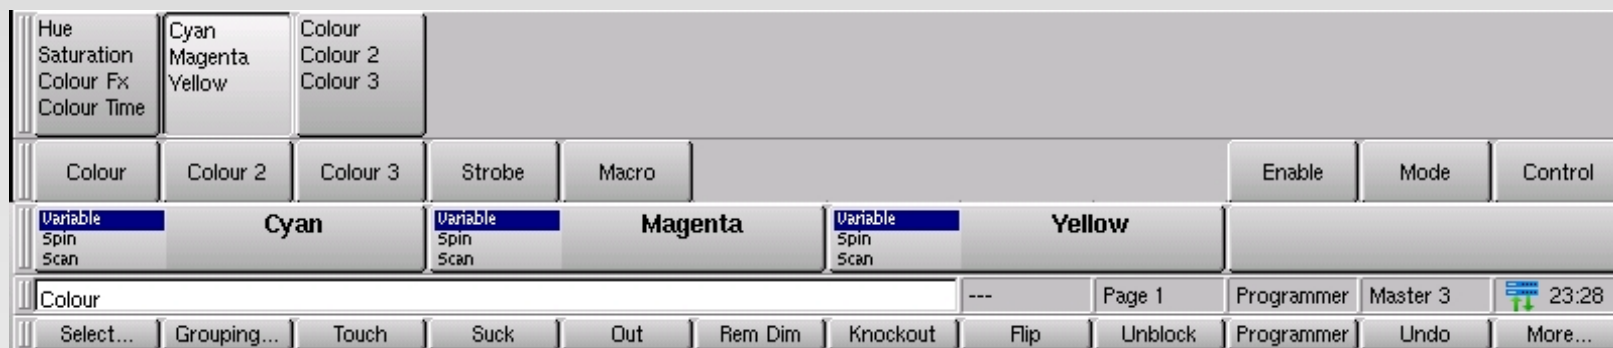 Hue
Saturation
Colour Fx
Colour Time
Cyan
Magenta
Yellow
Colour
Colour 2
Colour 3
Colour Colour 2 Colour 3 Strobe Macro Enable Mode Control
Variable
Spin
Scan
Cyan
Variable
Spin
Scan
Magenta
Variable
Spin
Scan
Yellow
Colour --- Page 1 Programmer Master 3 23:28
Select... Grouping... Touch Suck Out Rem Dim Knockout Flip Unblock Programmer Undo More...